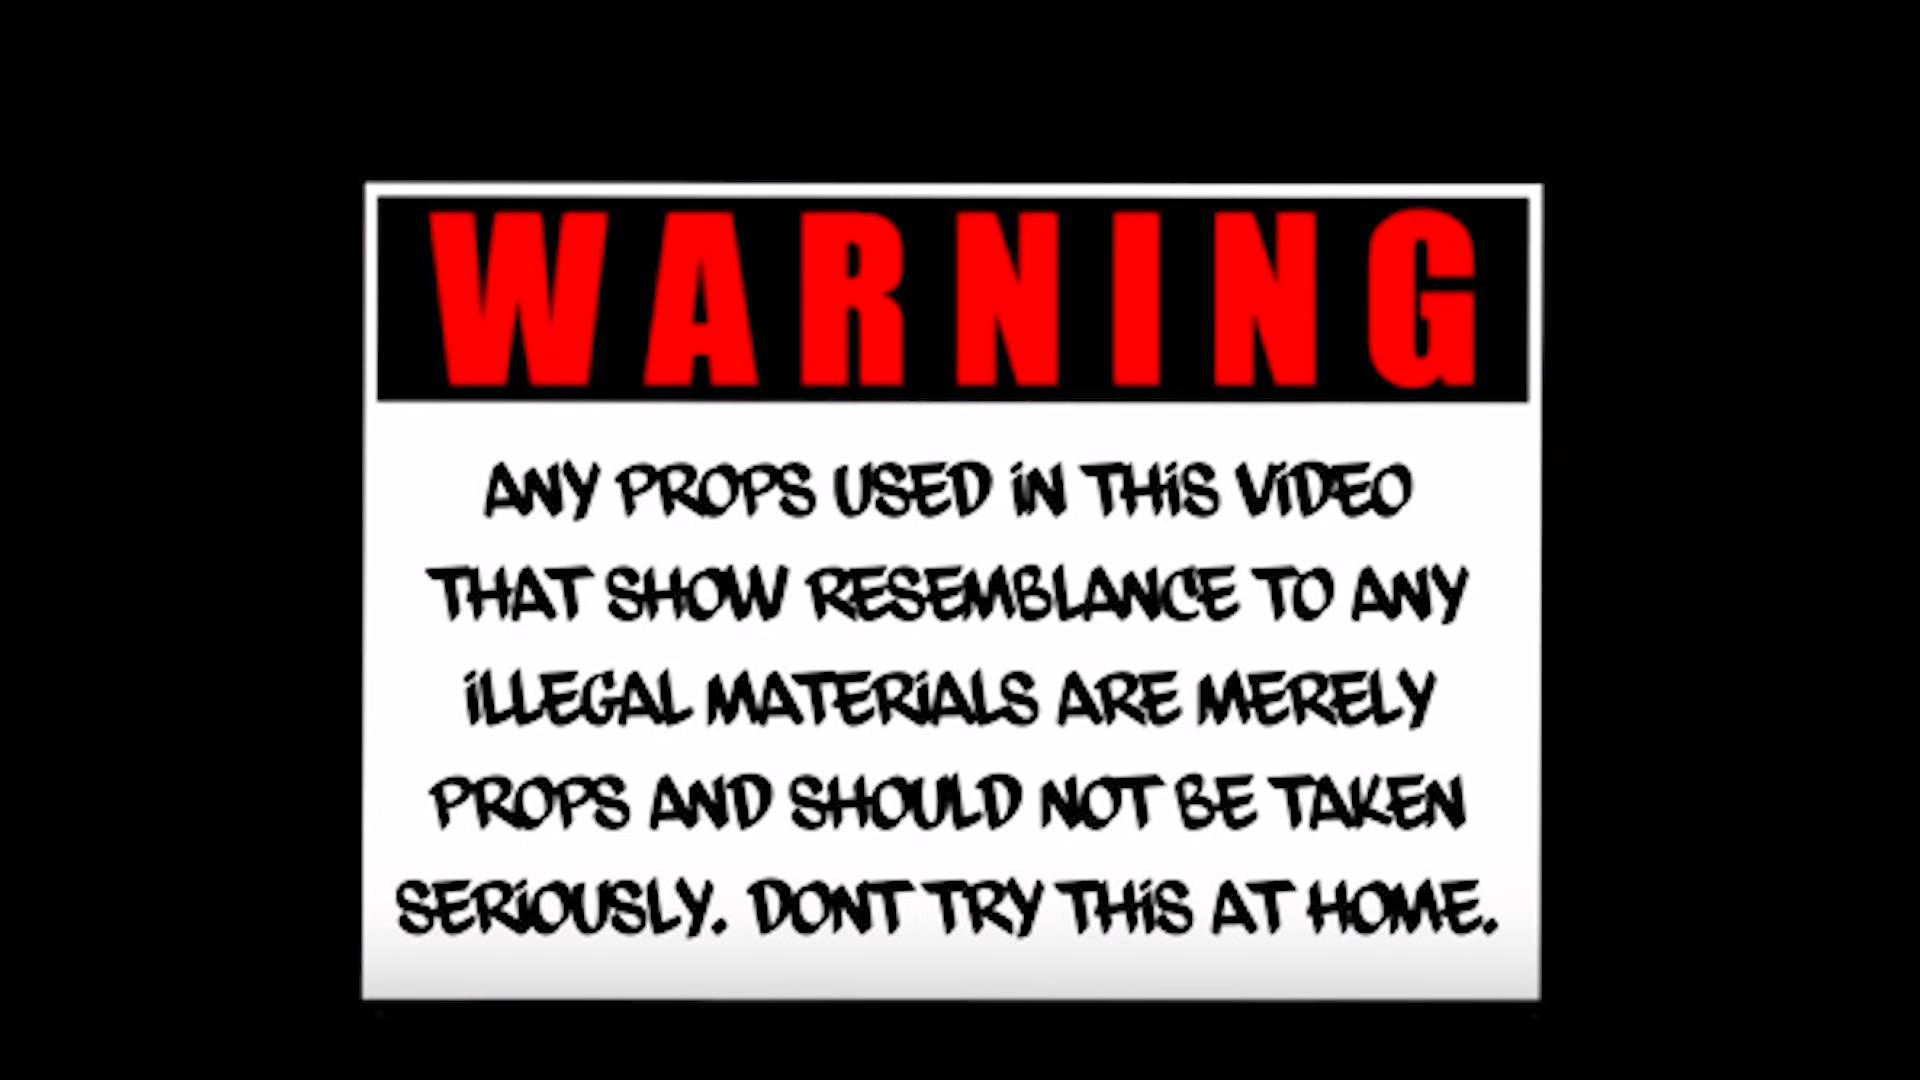 WARNING
ANY PROPS USED iN THiS ViDEO
THAT SHOW RESEMBLANCE TO ANY
iLLEGAL MATERiALS ARE MERELY
PROPS AND SHOULD NOT BE TAKEN
SERiOUSLY. DONT TRY THiS AT HOME.